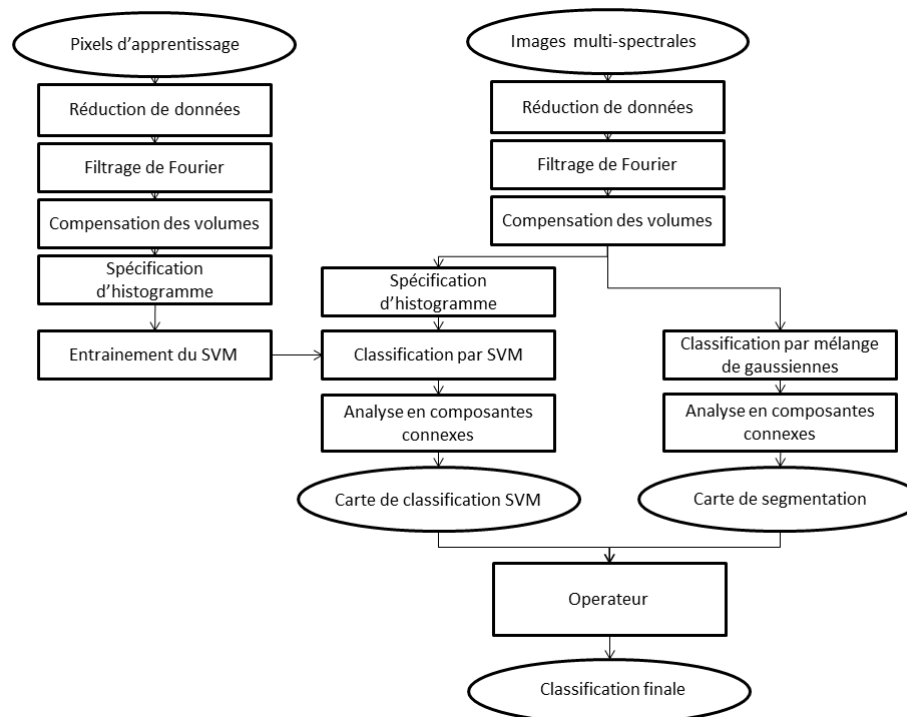 Pixels d'apprentissage
Réduction de données
Filtrage de Fourier
Compensation des volumes
Spécification
d'histogramme
Entrainement du SVM
Images multi-spectrales
Réduction de données
Filtrage de Fourier
Compensation des volumes
Spécification
d'histogramme
Classification par SVM
Analyse en composantes
connexes
Carte de classification SVM
Classification par mélange
de gaussiennes
Analyse en composantes
connexes
Carte de segmentation
Operateur
Classification finale